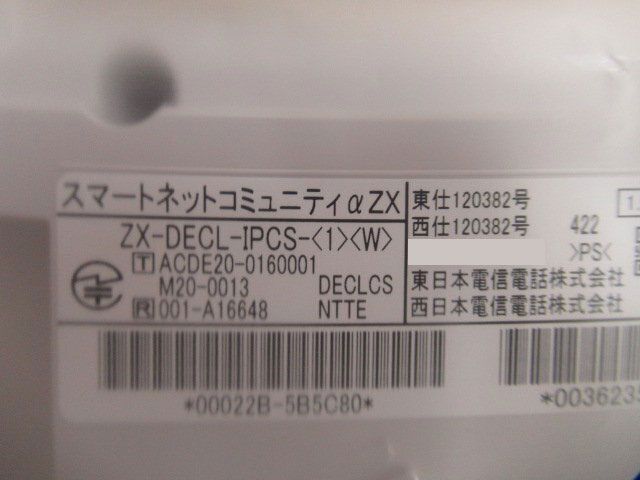 スマートネットコミュニティαZX
ZX-DECL-IPCS-〈1〉〈W〉
T ACDE20-0160001
M20-0013 DECLCS
R 001-A16648 NTTE
東仕120382号
西仕120382号 422
>PS<
東日本電信電話株式会社
西日本電信電話株式会社
*00022B-5B5C80*